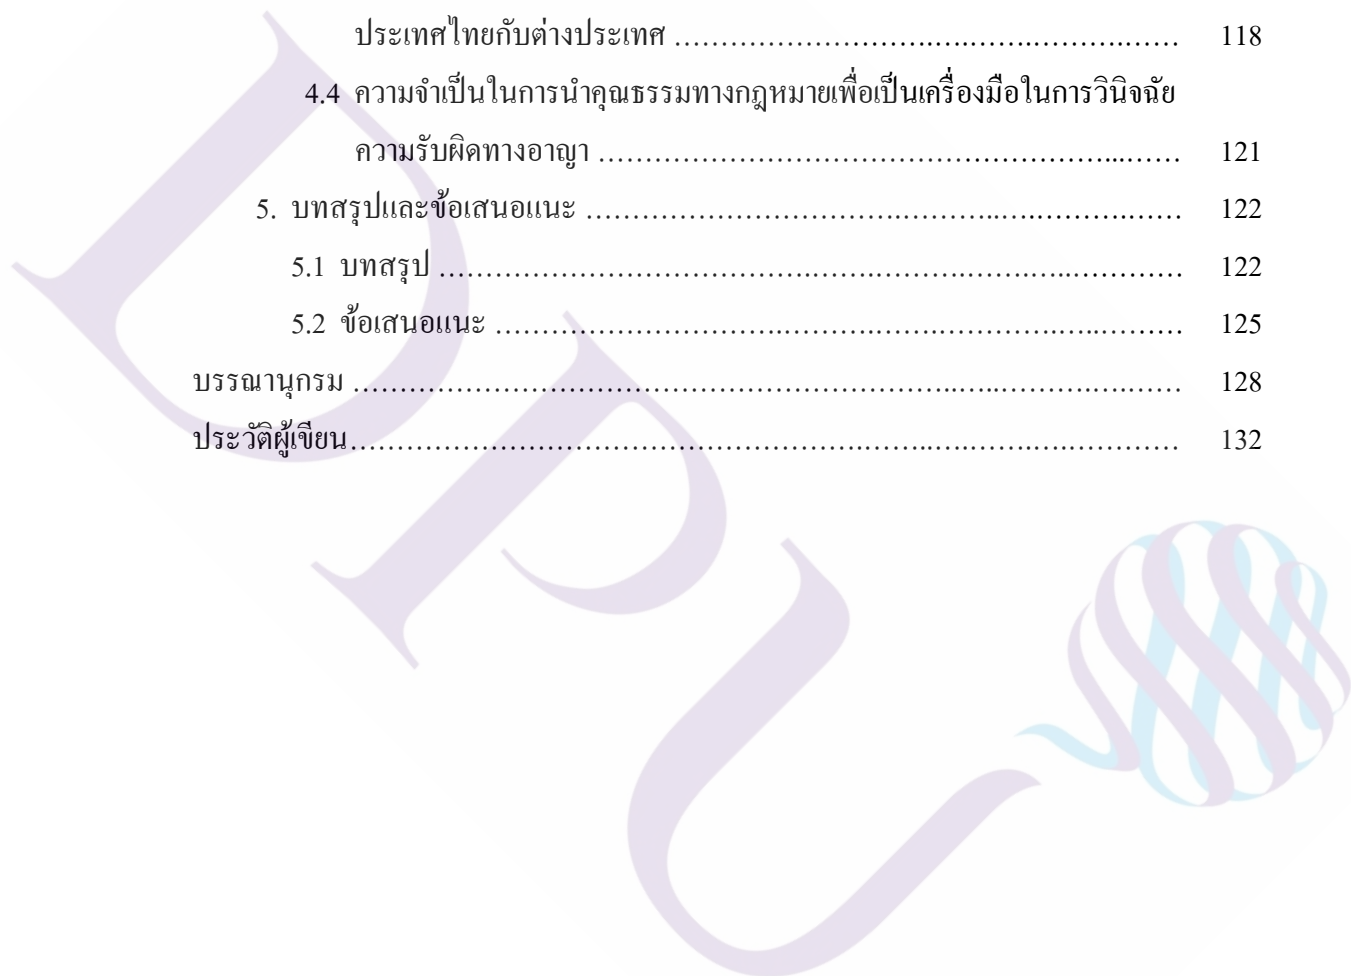 ประเทศไทยกับต่างประเทศ ………………………………………………… 118
4.4 ความจำเป็นในการนำคุณธรรมทางกฎหมายเพื่อเป็นเครื่องมือในการวินิจฉัย
ความรับผิดทางอาญา ………………………………………………………… 121
5. บทสรุปและข้อเสนอแนะ ………………………………………………………… 122
5.1 บทสรุป ……………………………………………………………………… 122
5.2 ข้อเสนอแนะ ………………………………………………………………… 125
บรรณานุกรม ……………………………………………………………………… 128
ประวัติผู้เขียน……………………………………………………………………… 132
DPU